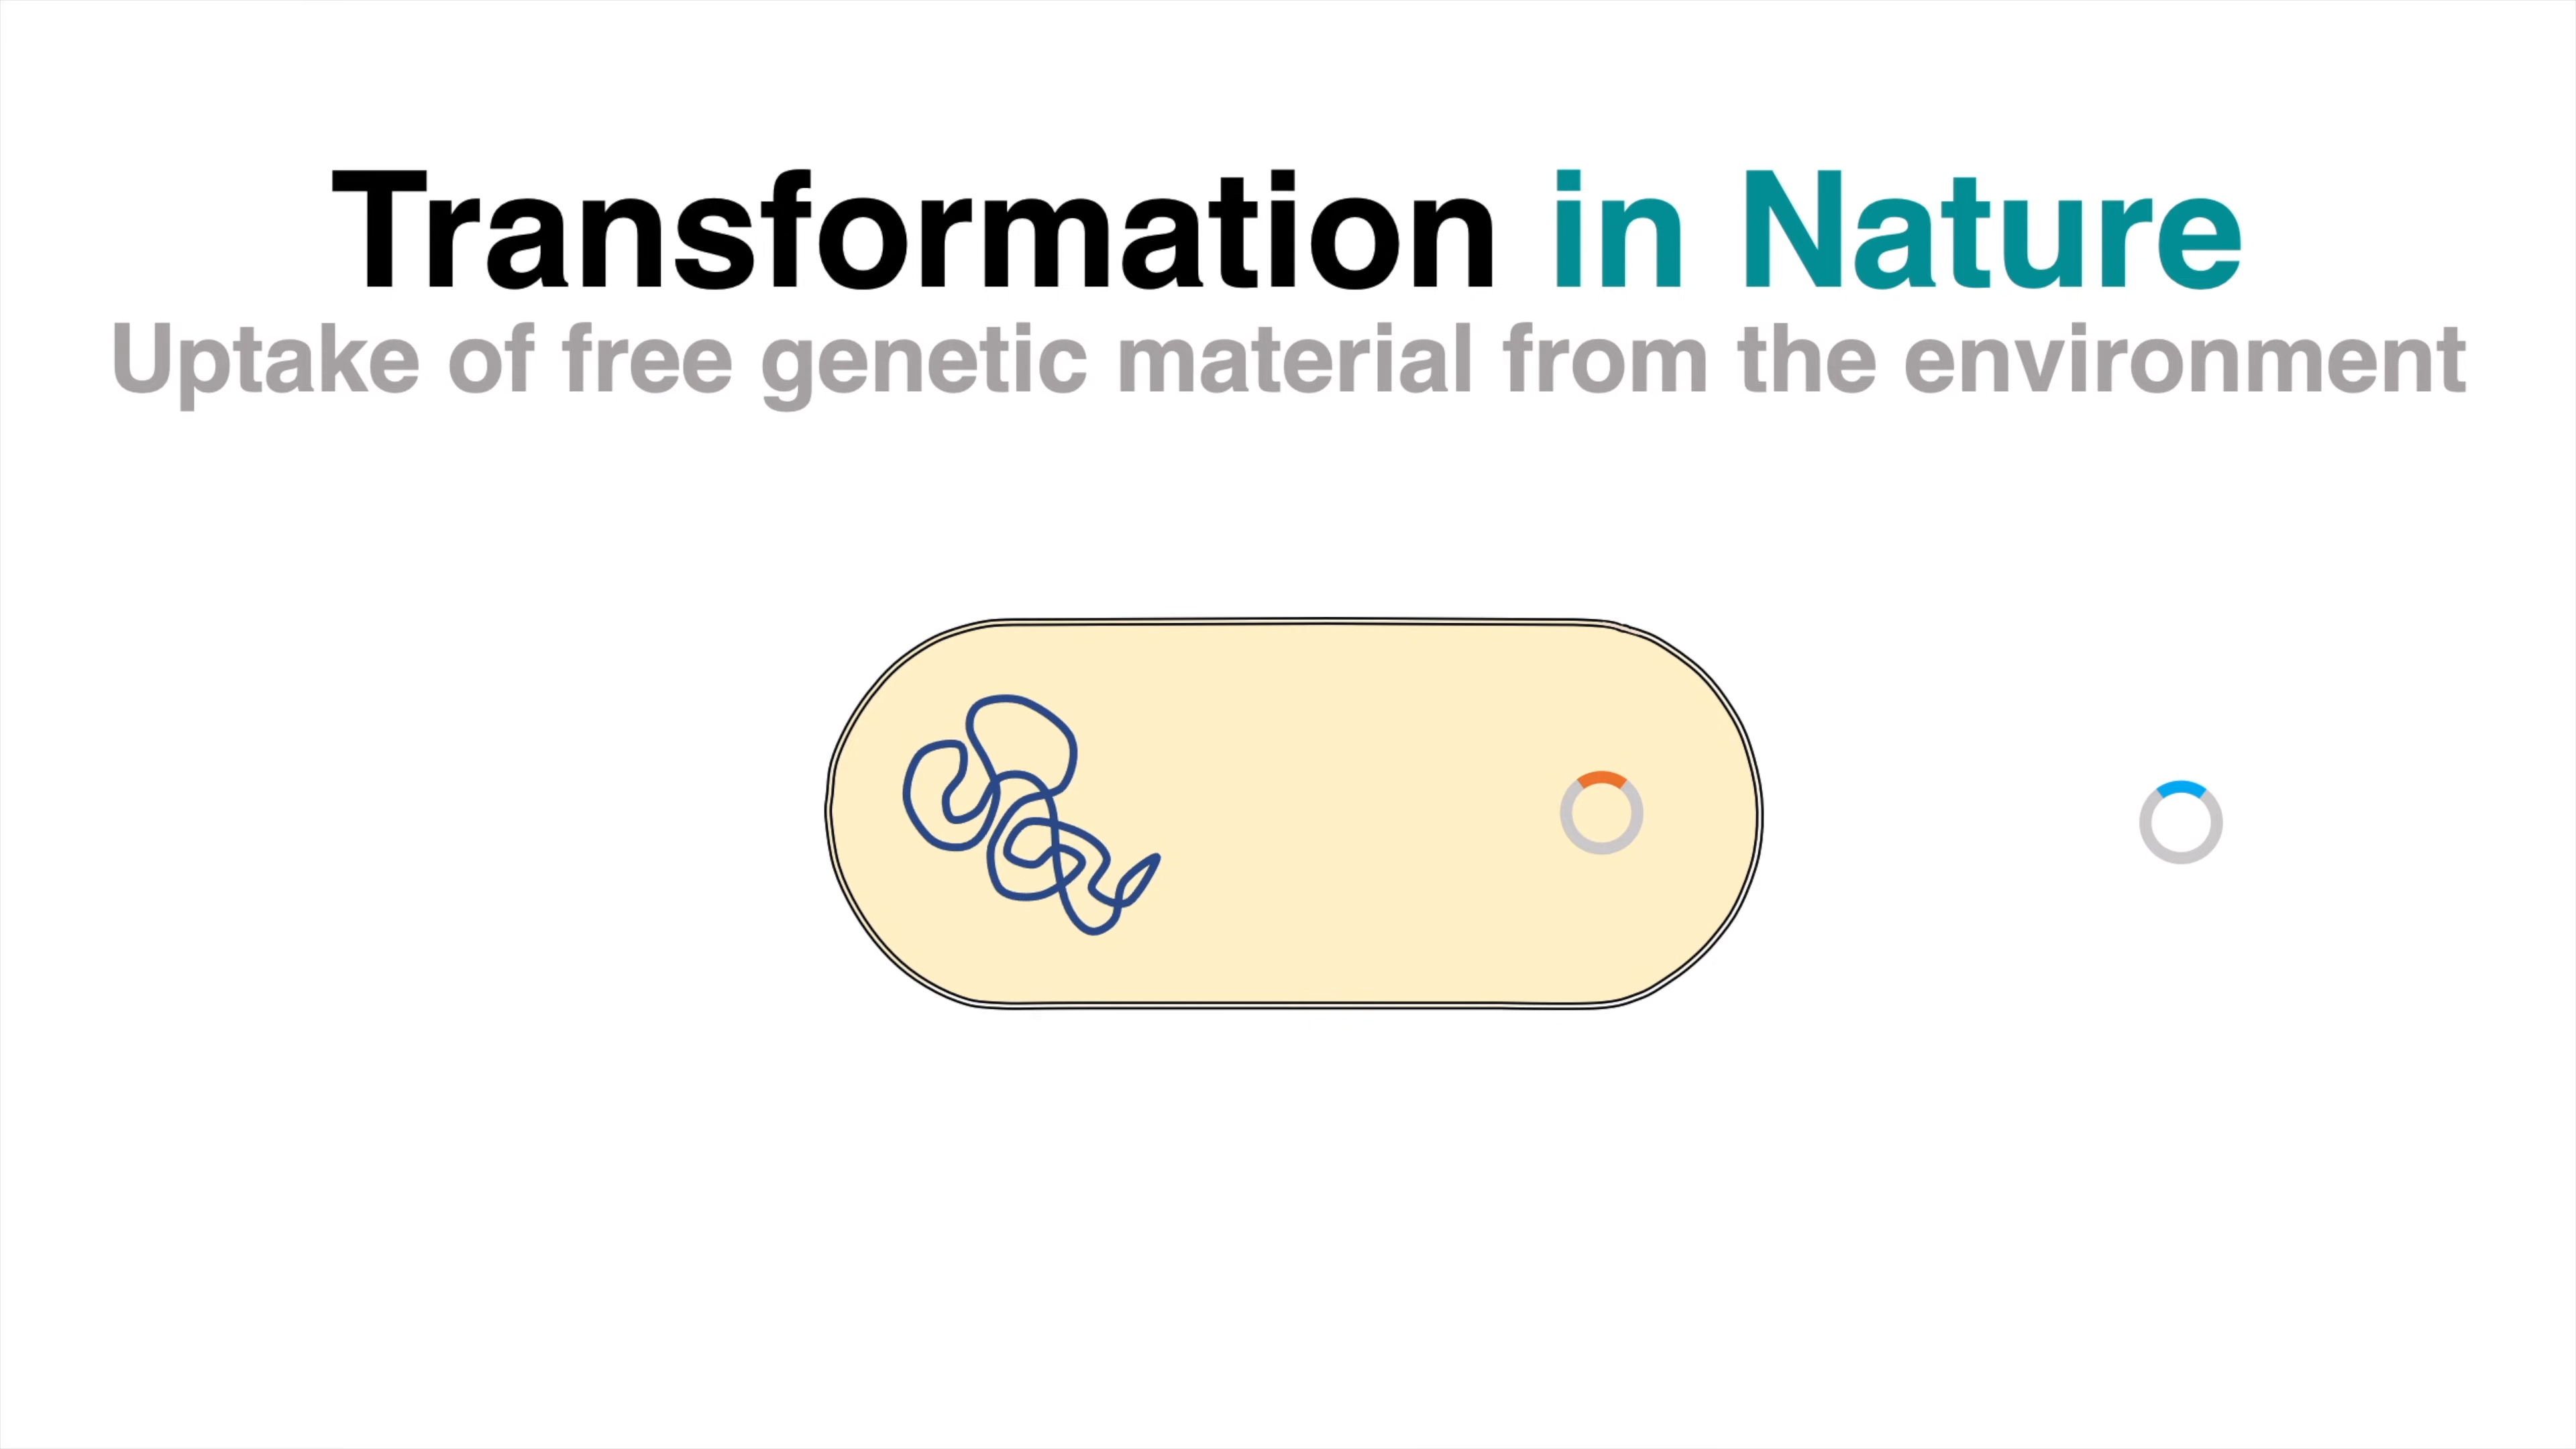 Transformation in Nature
Uptake of free genetic material from the environment